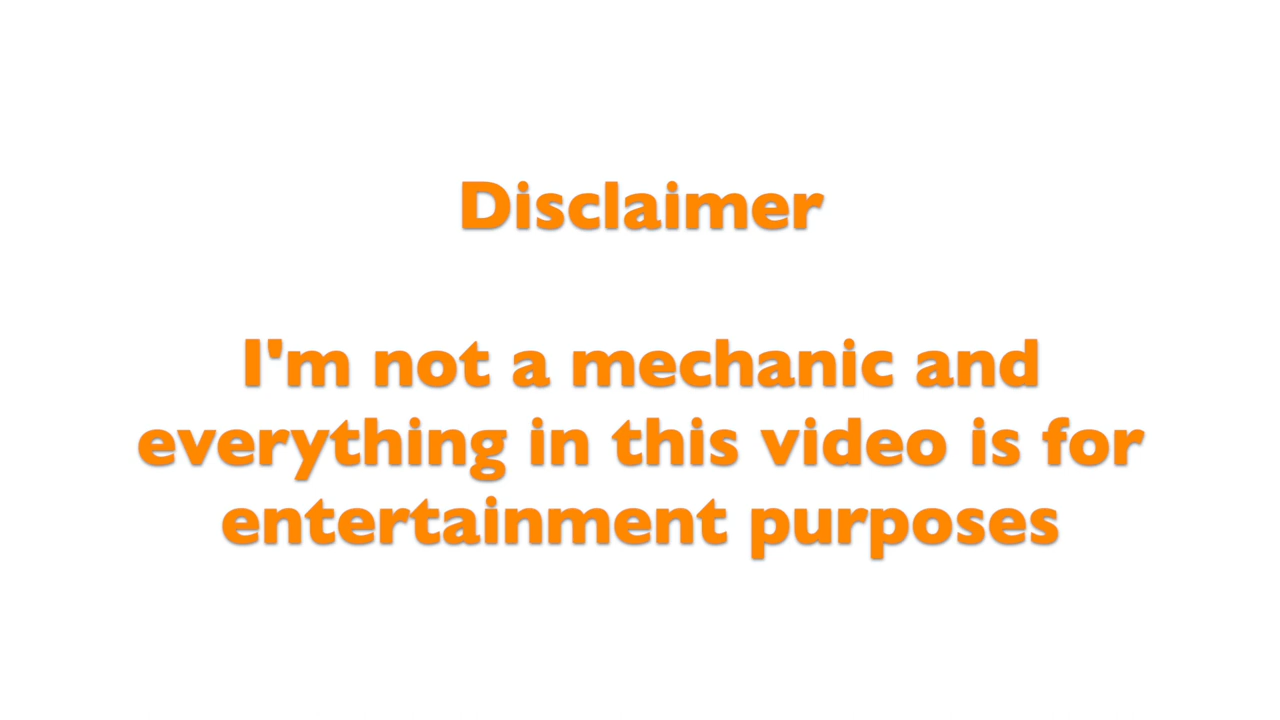 Disclaimer
I'm not a mechanic and
everything in this video is for
entertainment purposes